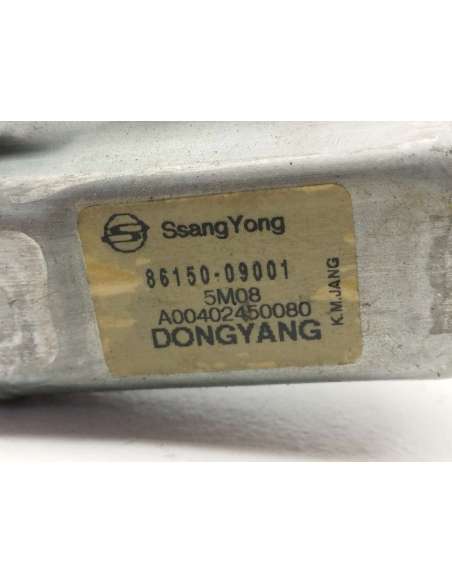 SsangYong
86150-09001
5M08
A00402450080
DONGYANG
K.M.JANG